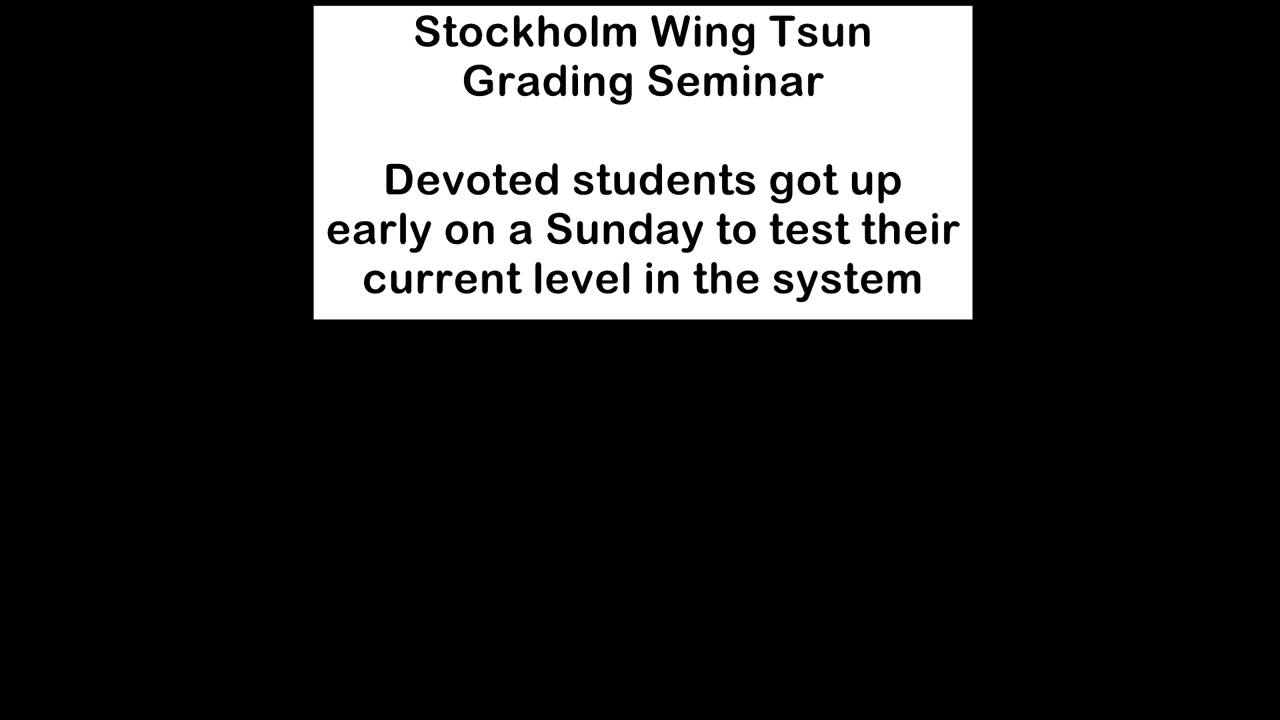 Stockholm Wing Tsun
Grading Seminar
Devoted students got up
early on a Sunday to test their
current level in the system